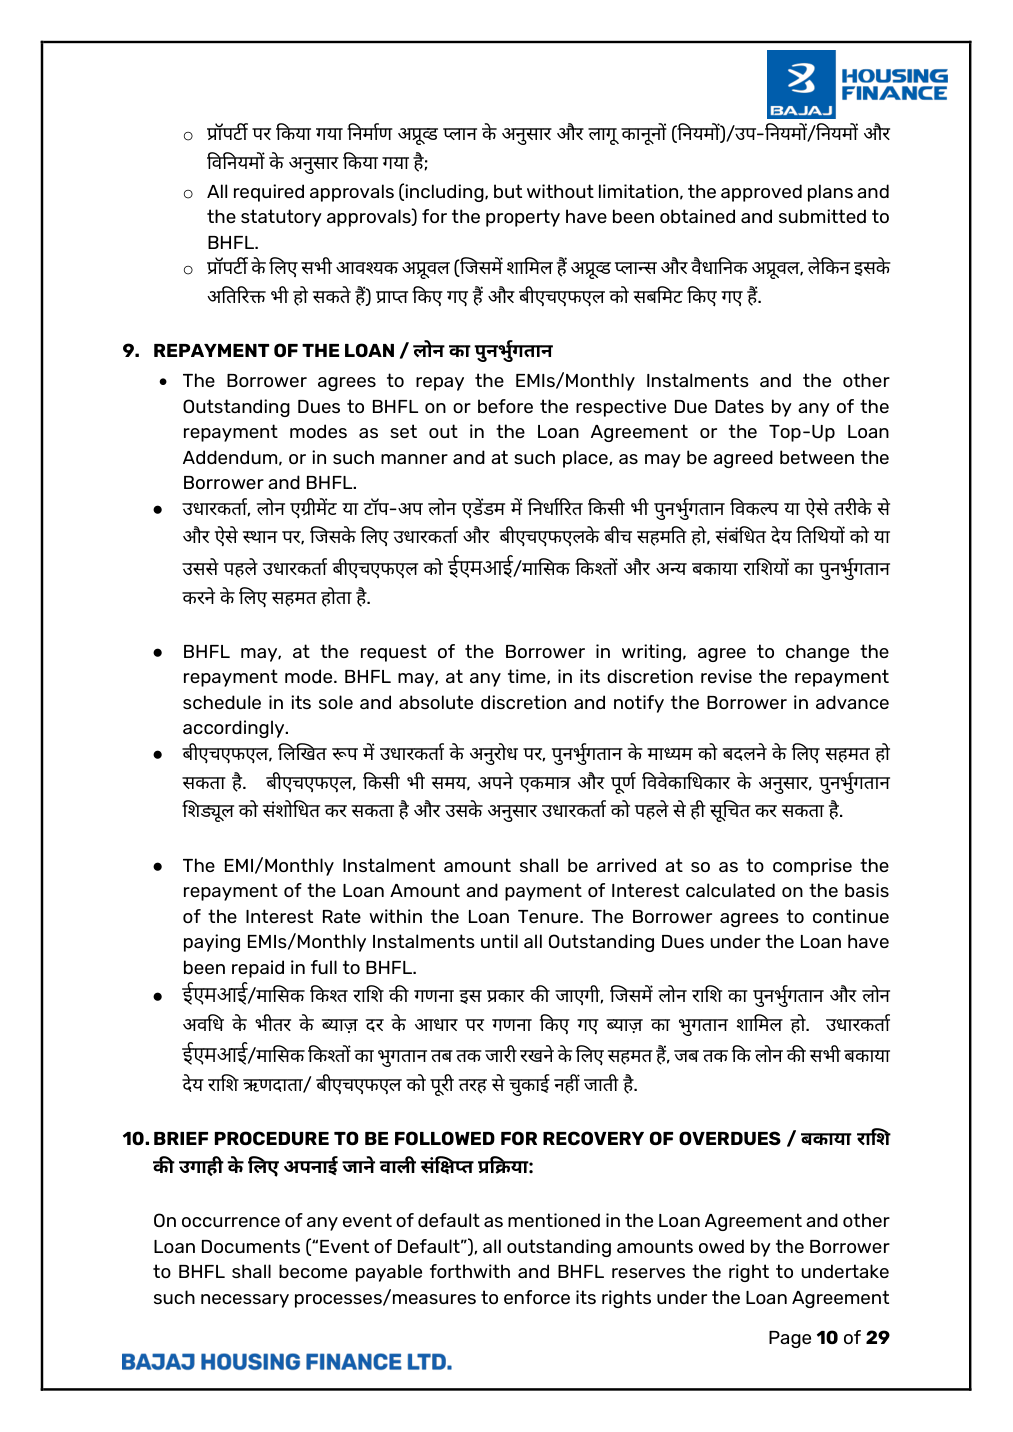 BAJAJ
HOUSING
FINANCE
○ प्रॉपर्टी पर किया गया निर्माण अप्रूव्ड प्लान के अनुसार और लागू कानूनों (नियमों)/उप-नियमों/नियमों और
विनियमों के अनुसार किया गया है;
○ All required approvals (including, but without limitation, the approved plans and
the statutory approvals) for the property have been obtained and submitted to
BHFL.
○ प्रॉपर्टी के लिए सभी आवश्यक अप्रूवल (जिसमें शामिल हैं अप्रूव्ड प्लान्स और वैधानिक अप्रूवल, लेकिन इसके
अतिरिक्त भी हो सकते हैं) प्राप्त किए गए हैं और बीएचएफएल को सबमिट किए गए हैं.
9. REPAYMENT OF THE LOAN / लोन का पुनर्भुगतान
• The Borrower agrees to repay the EMIs/Monthly Instalments and the other
Outstanding Dues to BHFL on or before the respective Due Dates by any of the
repayment modes as set out in the Loan Agreement or the Top-Up Loan
Addendum, or in such manner and at such place, as may be agreed between the
Borrower and BHFL.
● उधारकर्ता, लोन एग्रीमेंट या टॉप-अप लोन एडेंडम में निर्धारित किसी भी पुनर्भुगतान विकल्प या ऐसे तरीके से
और ऐसे स्थान पर, जिसके लिए उधारकर्ता और बीएचएफएलके बीच सहमति हो, संबंधित देय तिथियों को या
उससे पहले उधारकर्ता बीएचएफएल को ईएमआई/मासिक किश्तों और अन्य बकाया राशियों का पुनर्भुगतान
करने के लिए सहमत होता है.
● BHFL may, at the request of the Borrower in writing, agree to change the
repayment mode. BHFL may, at any time, in its discretion revise the repayment
schedule in its sole and absolute discretion and notify the Borrower in advance
accordingly.
● बीएचएफएल, लिखित रूप में उधारकर्ता के अनुरोध पर, पुनर्भुगतान के माध्यम को बदलने के लिए सहमत हो
सकता है. बीएचएफएल, किसी भी समय, अपने एकमात्र और पूर्ण विवेकाधिकार के अनुसार, पुनर्भुगतान
शिड्यूल को संशोधित कर सकता है और उसके अनुसार उधारकर्ता को पहले से ही सूचित कर सकता है.
● The EMI/Monthly Instalment amount shall be arrived at so as to comprise the
repayment of the Loan Amount and payment of Interest calculated on the basis
of the Interest Rate within the Loan Tenure. The Borrower agrees to continue
paying EMIs/Monthly Instalments until all Outstanding Dues under the Loan have
been repaid in full to BHFL.
● ईएमआई/मासिक किश्त राशि की गणना इस प्रकार की जाएगी, जिसमें लोन राशि का पुनर्भुगतान और लोन
अवधि के भीतर के ब्याज़ दर के आधार पर गणना किए गए ब्याज़ का भुगतान शामिल हो. उधारकर्ता
ईएमआई/मासिक किश्तों का भुगतान तब तक जारी रखने के लिए सहमत हैं, जब तक कि लोन की सभी बकाया
देय राशि ऋणदाता/ बीएचएफएल को पूरी तरह से चुकाई नहीं जाती है.
10. BRIEF PROCEDURE TO BE FOLLOWED FOR RECOVERY OF OVERDUES / बकाया राशि
की उगाही के लिए अपनाई जाने वाली संक्षिप्त प्रक्रिया:
On occurrence of any event of default as mentioned in the Loan Agreement and other
Loan Documents (“Event of Default”), all outstanding amounts owed by the Borrower
to BHFL shall become payable forthwith and BHFL reserves the right to undertake
such necessary processes/measures to enforce its rights under the Loan Agreement
Page 10 of 29
BAJAJ HOUSING FINANCE LTD.